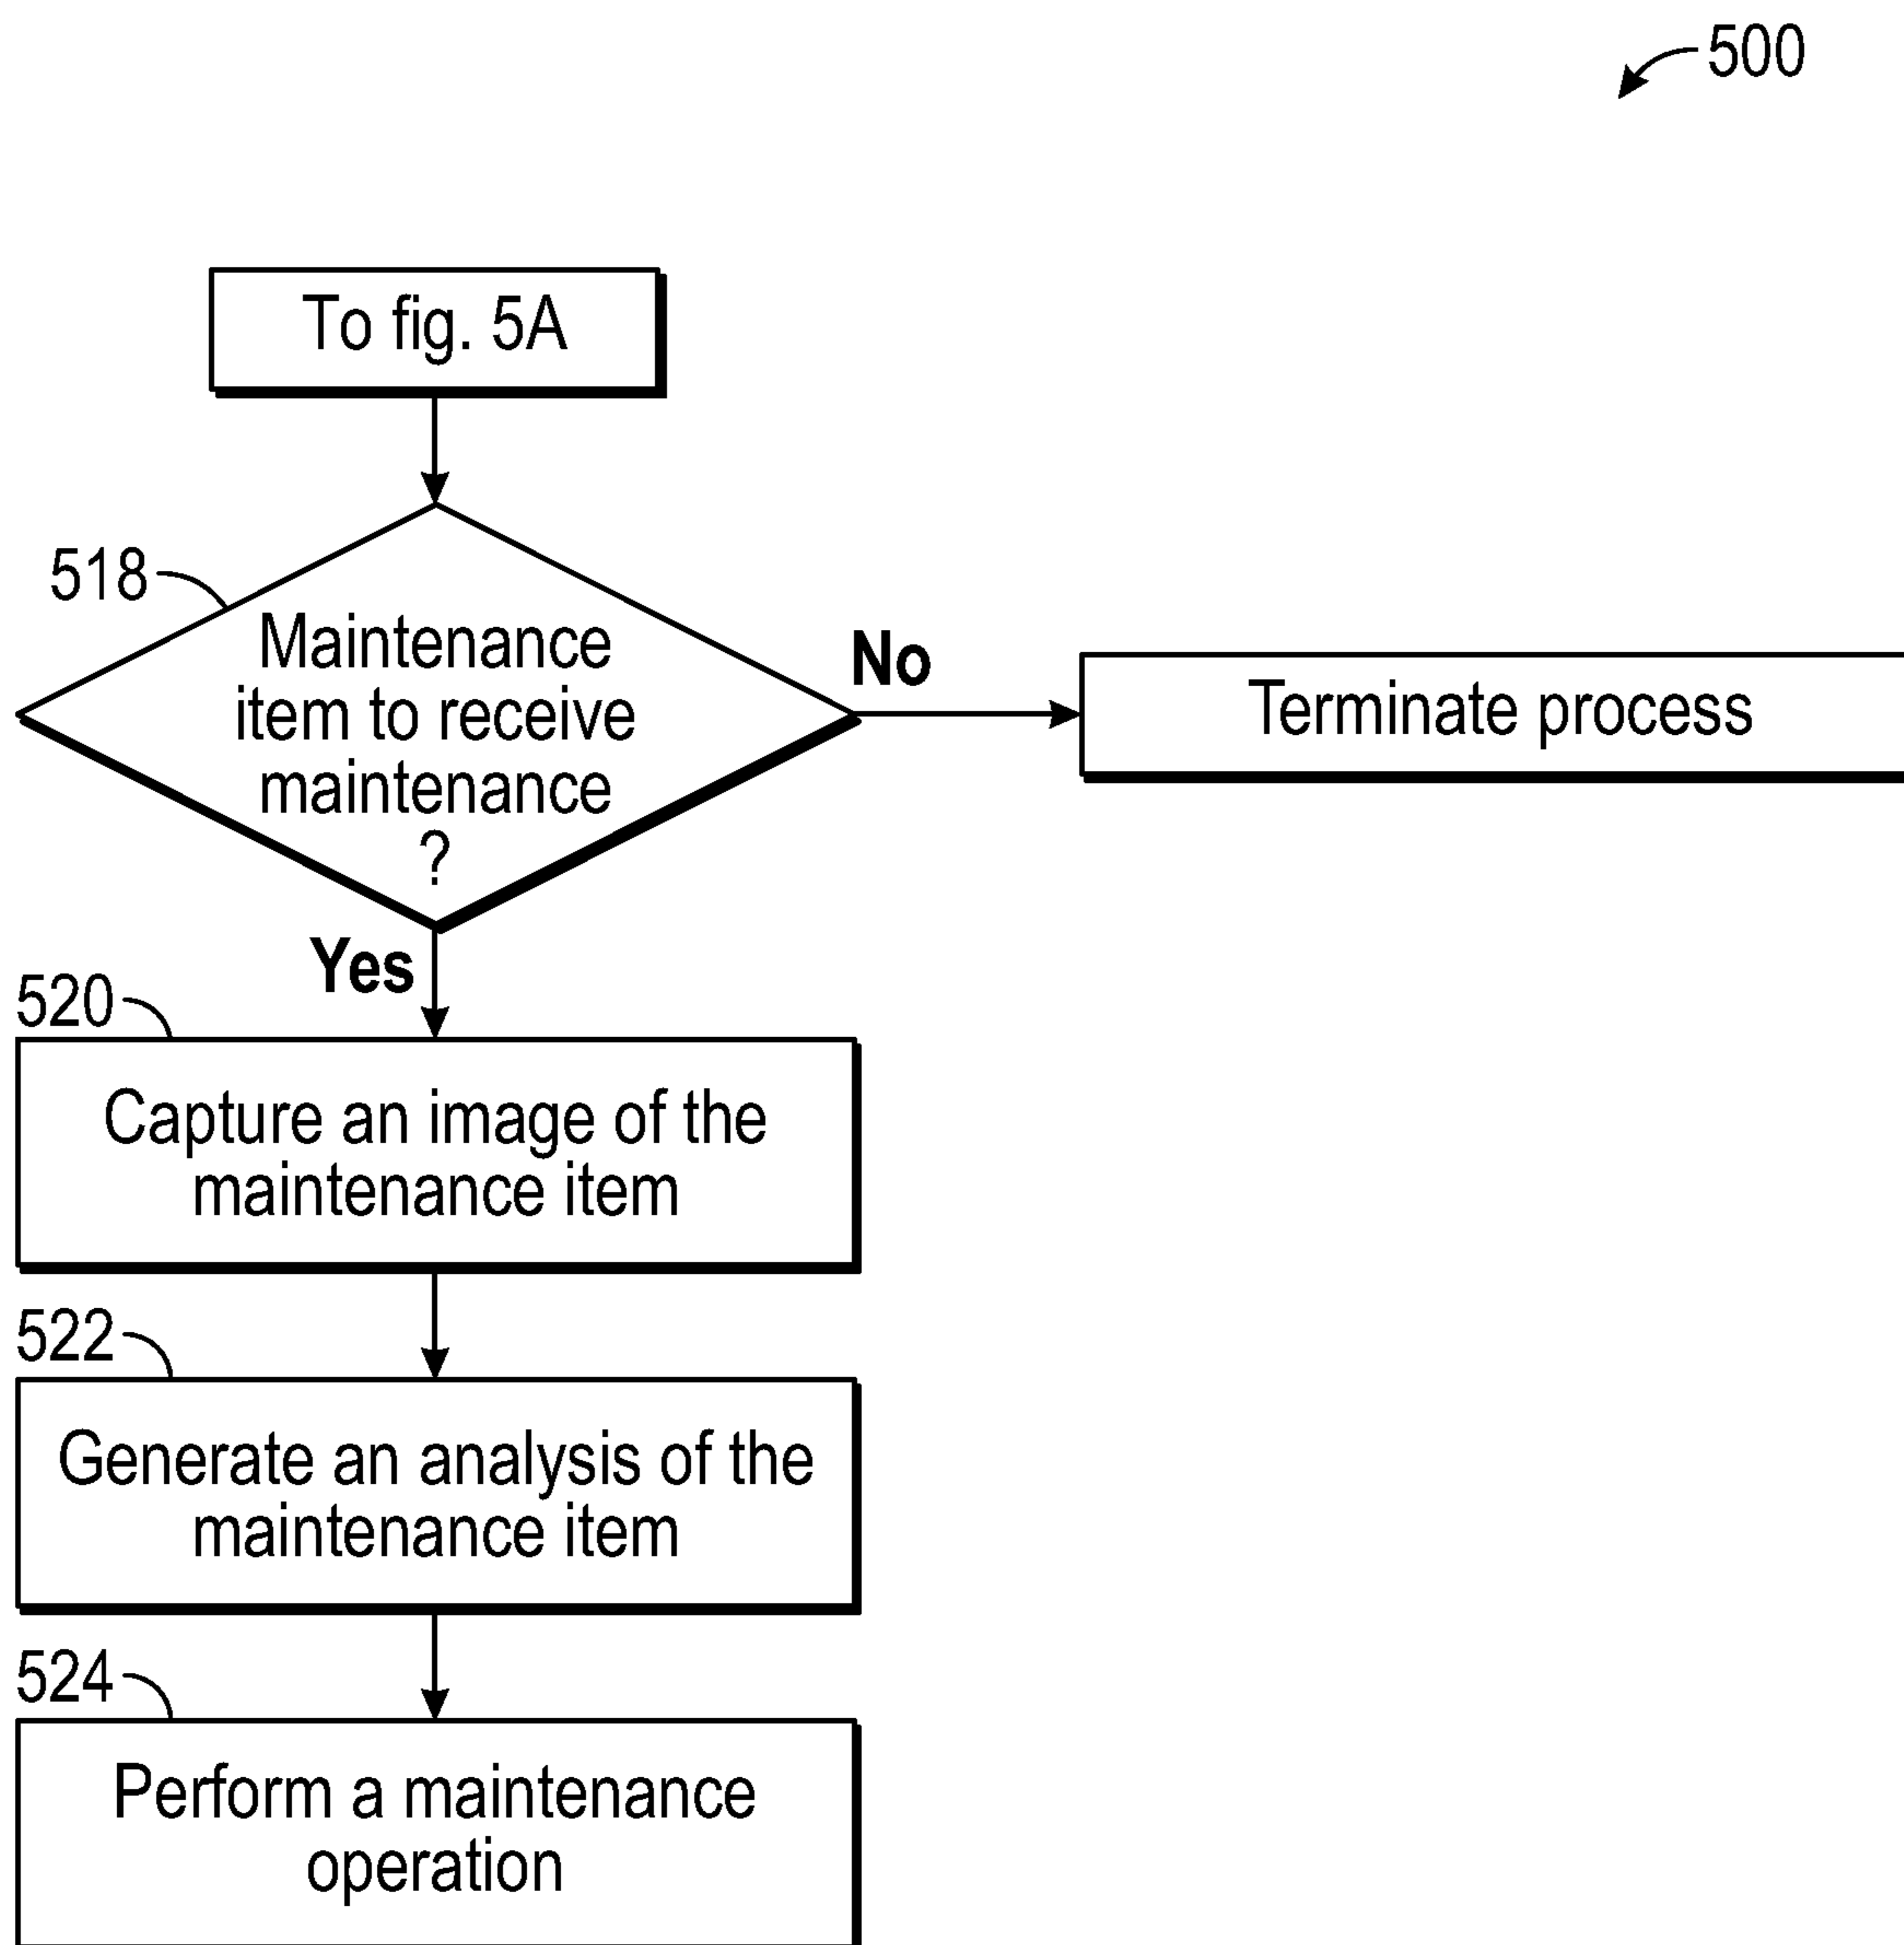 500
To fig. 5A
518
Maintenance
item to receive
maintenance
?
No
Terminate process
Yes
520
Capture an image of the
maintenance item
522
Generate an analysis of the
maintenance item
524
Perform a maintenance
operation